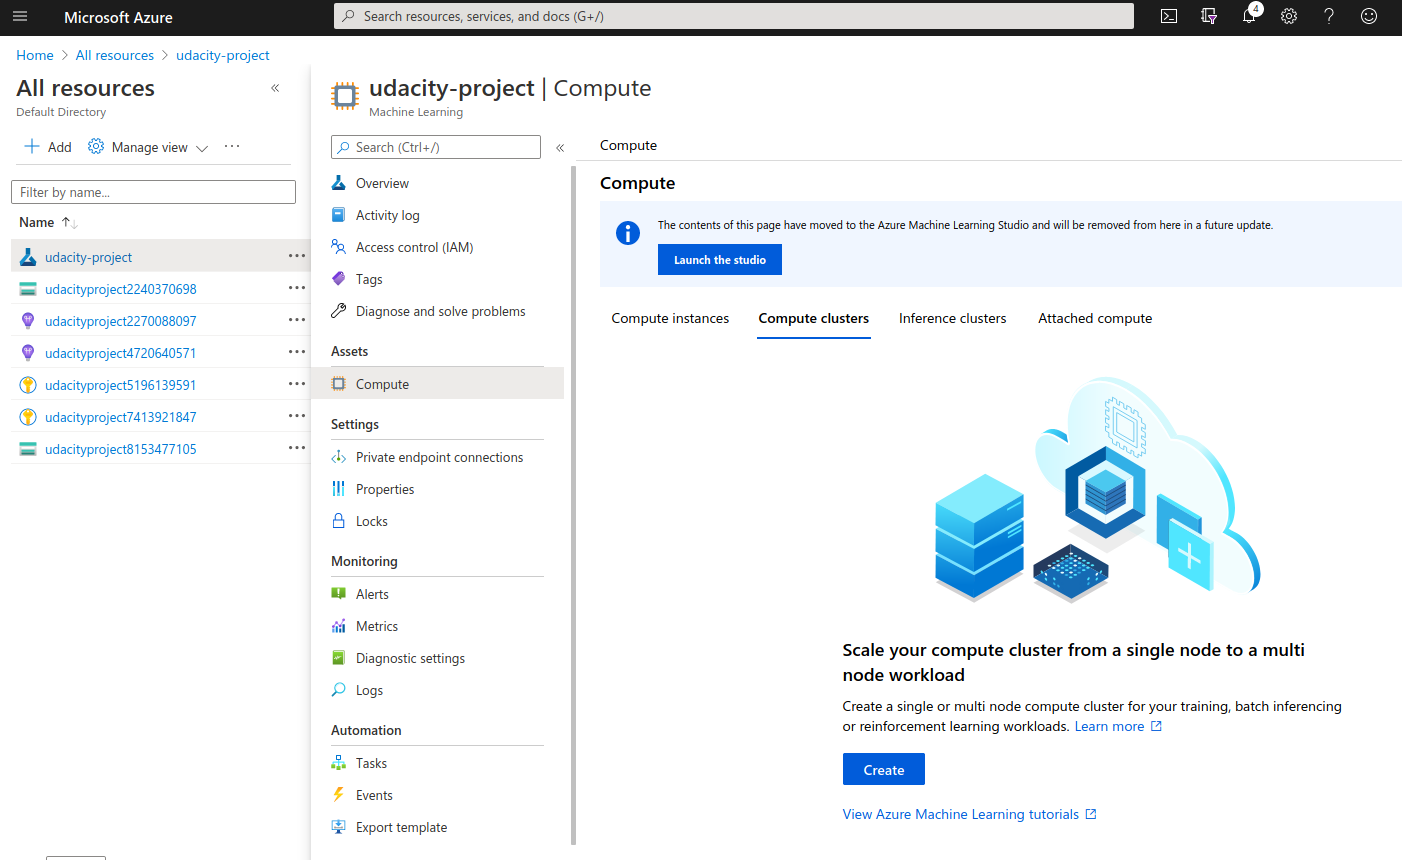 Microsoft Azure
Search resources, services, and docs (G+/)
4
Home > All resources > udacity-project
All resources
Default Directory
Add
Manage view
Filter by name...
Name
udacity-project
udacityproject2240370698
udacityproject2270088097
udacityproject4720640571
udacityproject5196139591
udacityproject7413921847
udacityproject8153477105
udacity-project | Compute
Machine Learning
Search (Ctrl+/)
Overview
Activity log
Access control (IAM)
Tags
Diagnose and solve problems
Assets
Compute
Settings
Private endpoint connections
Properties
Locks
Monitoring
Alerts
Metrics
Diagnostic settings
Logs
Automation
Tasks
Events
Export template
Compute
Compute
The contents of this page have moved to the Azure Machine Learning Studio and will be removed from here in a future update.
Launch the studio
Compute instances
Compute clusters
Inference clusters
Attached compute
Scale your compute cluster from a single node to a multi
node workload
Create a single or multi node compute cluster for your training, batch inferencing
or reinforcement learning workloads. Learn more
Create
View Azure Machine Learning tutorials